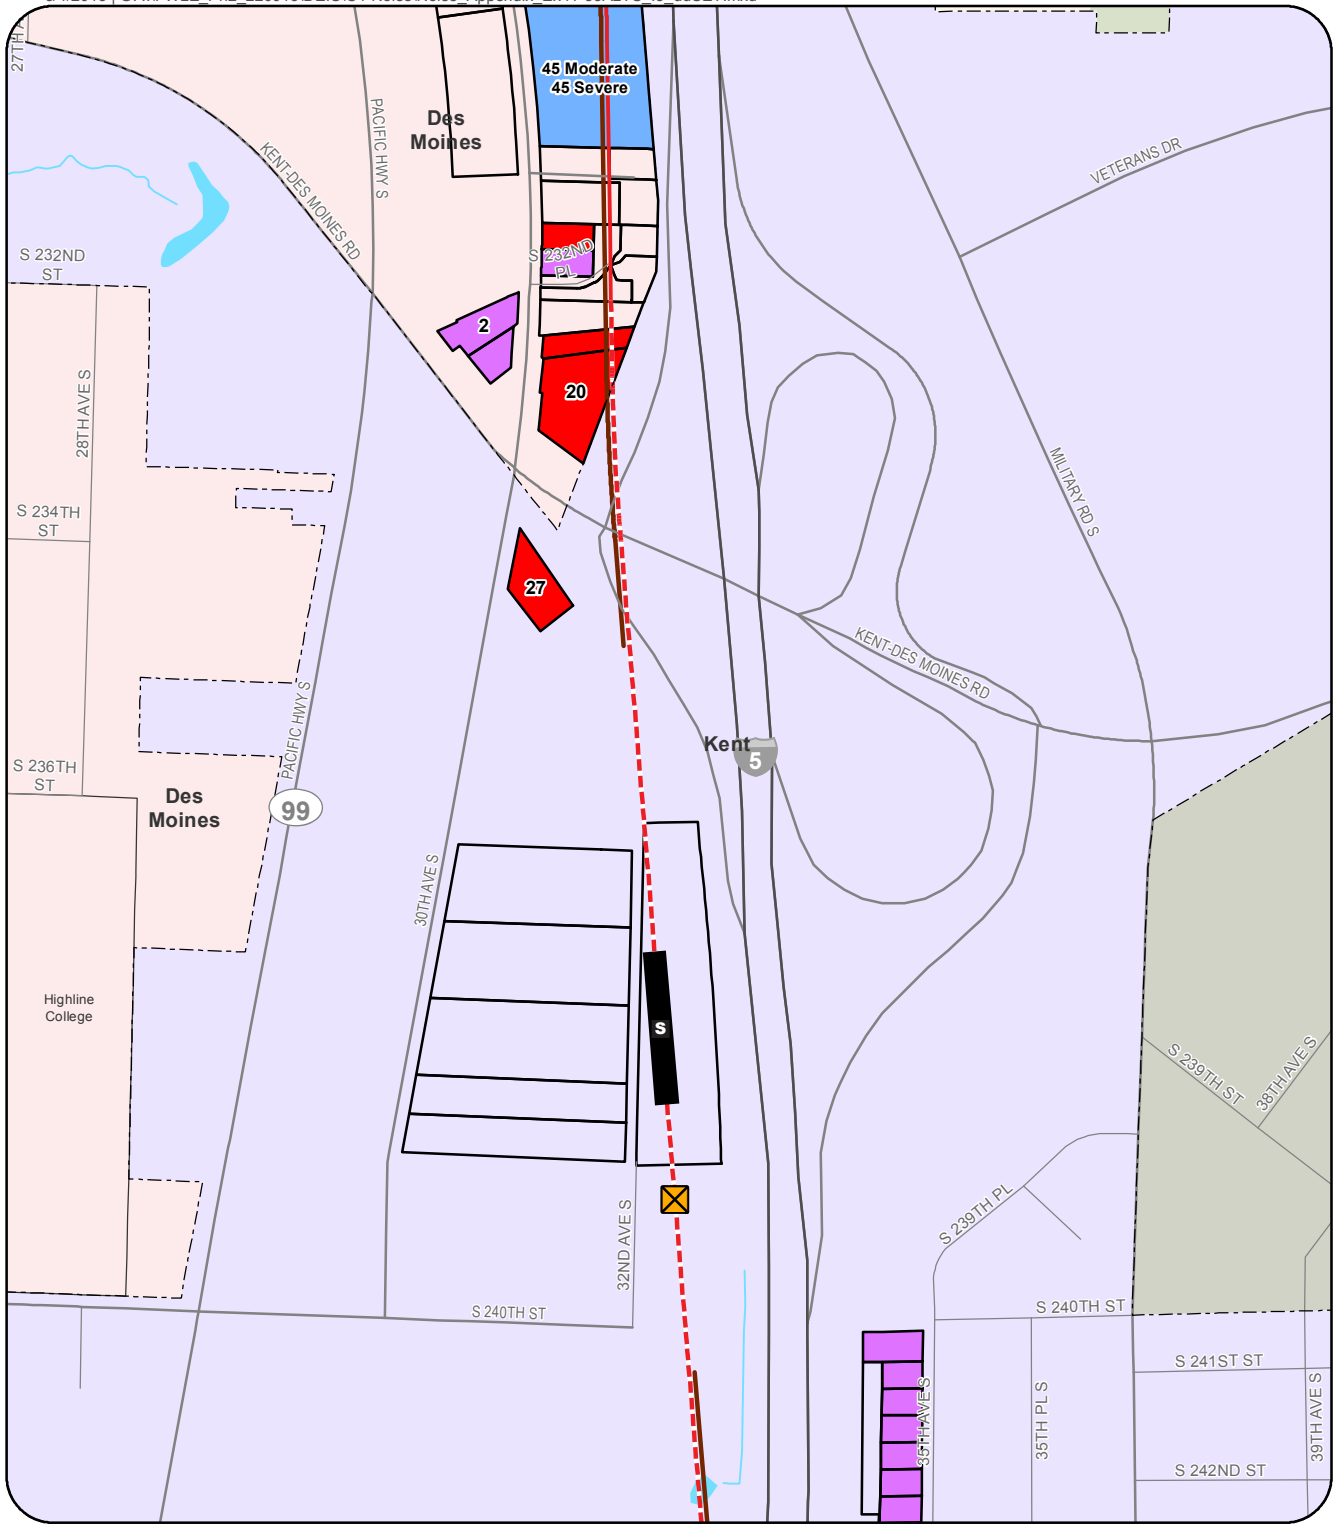 27TH A
45 Moderate
45 Severe
Des
Moines
PACIFIC HWY S
KENT-DES MOINES RD
VETERANS DR
S 232ND
ST
S 232ND
PL
2
20
28TH AVE S
MILITARY RD S
S 234TH
ST
27
KENT-DES MOINES RD
PACIFIC HWY S
Kent
5
S 236TH
ST
Des
Moines
99
30TH AVE S
Highline
College
S
S 239TH ST
38TH AVE S
S 239TH PL
32ND AVE S
S 240TH ST
S 240TH ST
S 241ST ST
35TH AVE S
35TH PL S
39TH AVE S
S 242ND ST